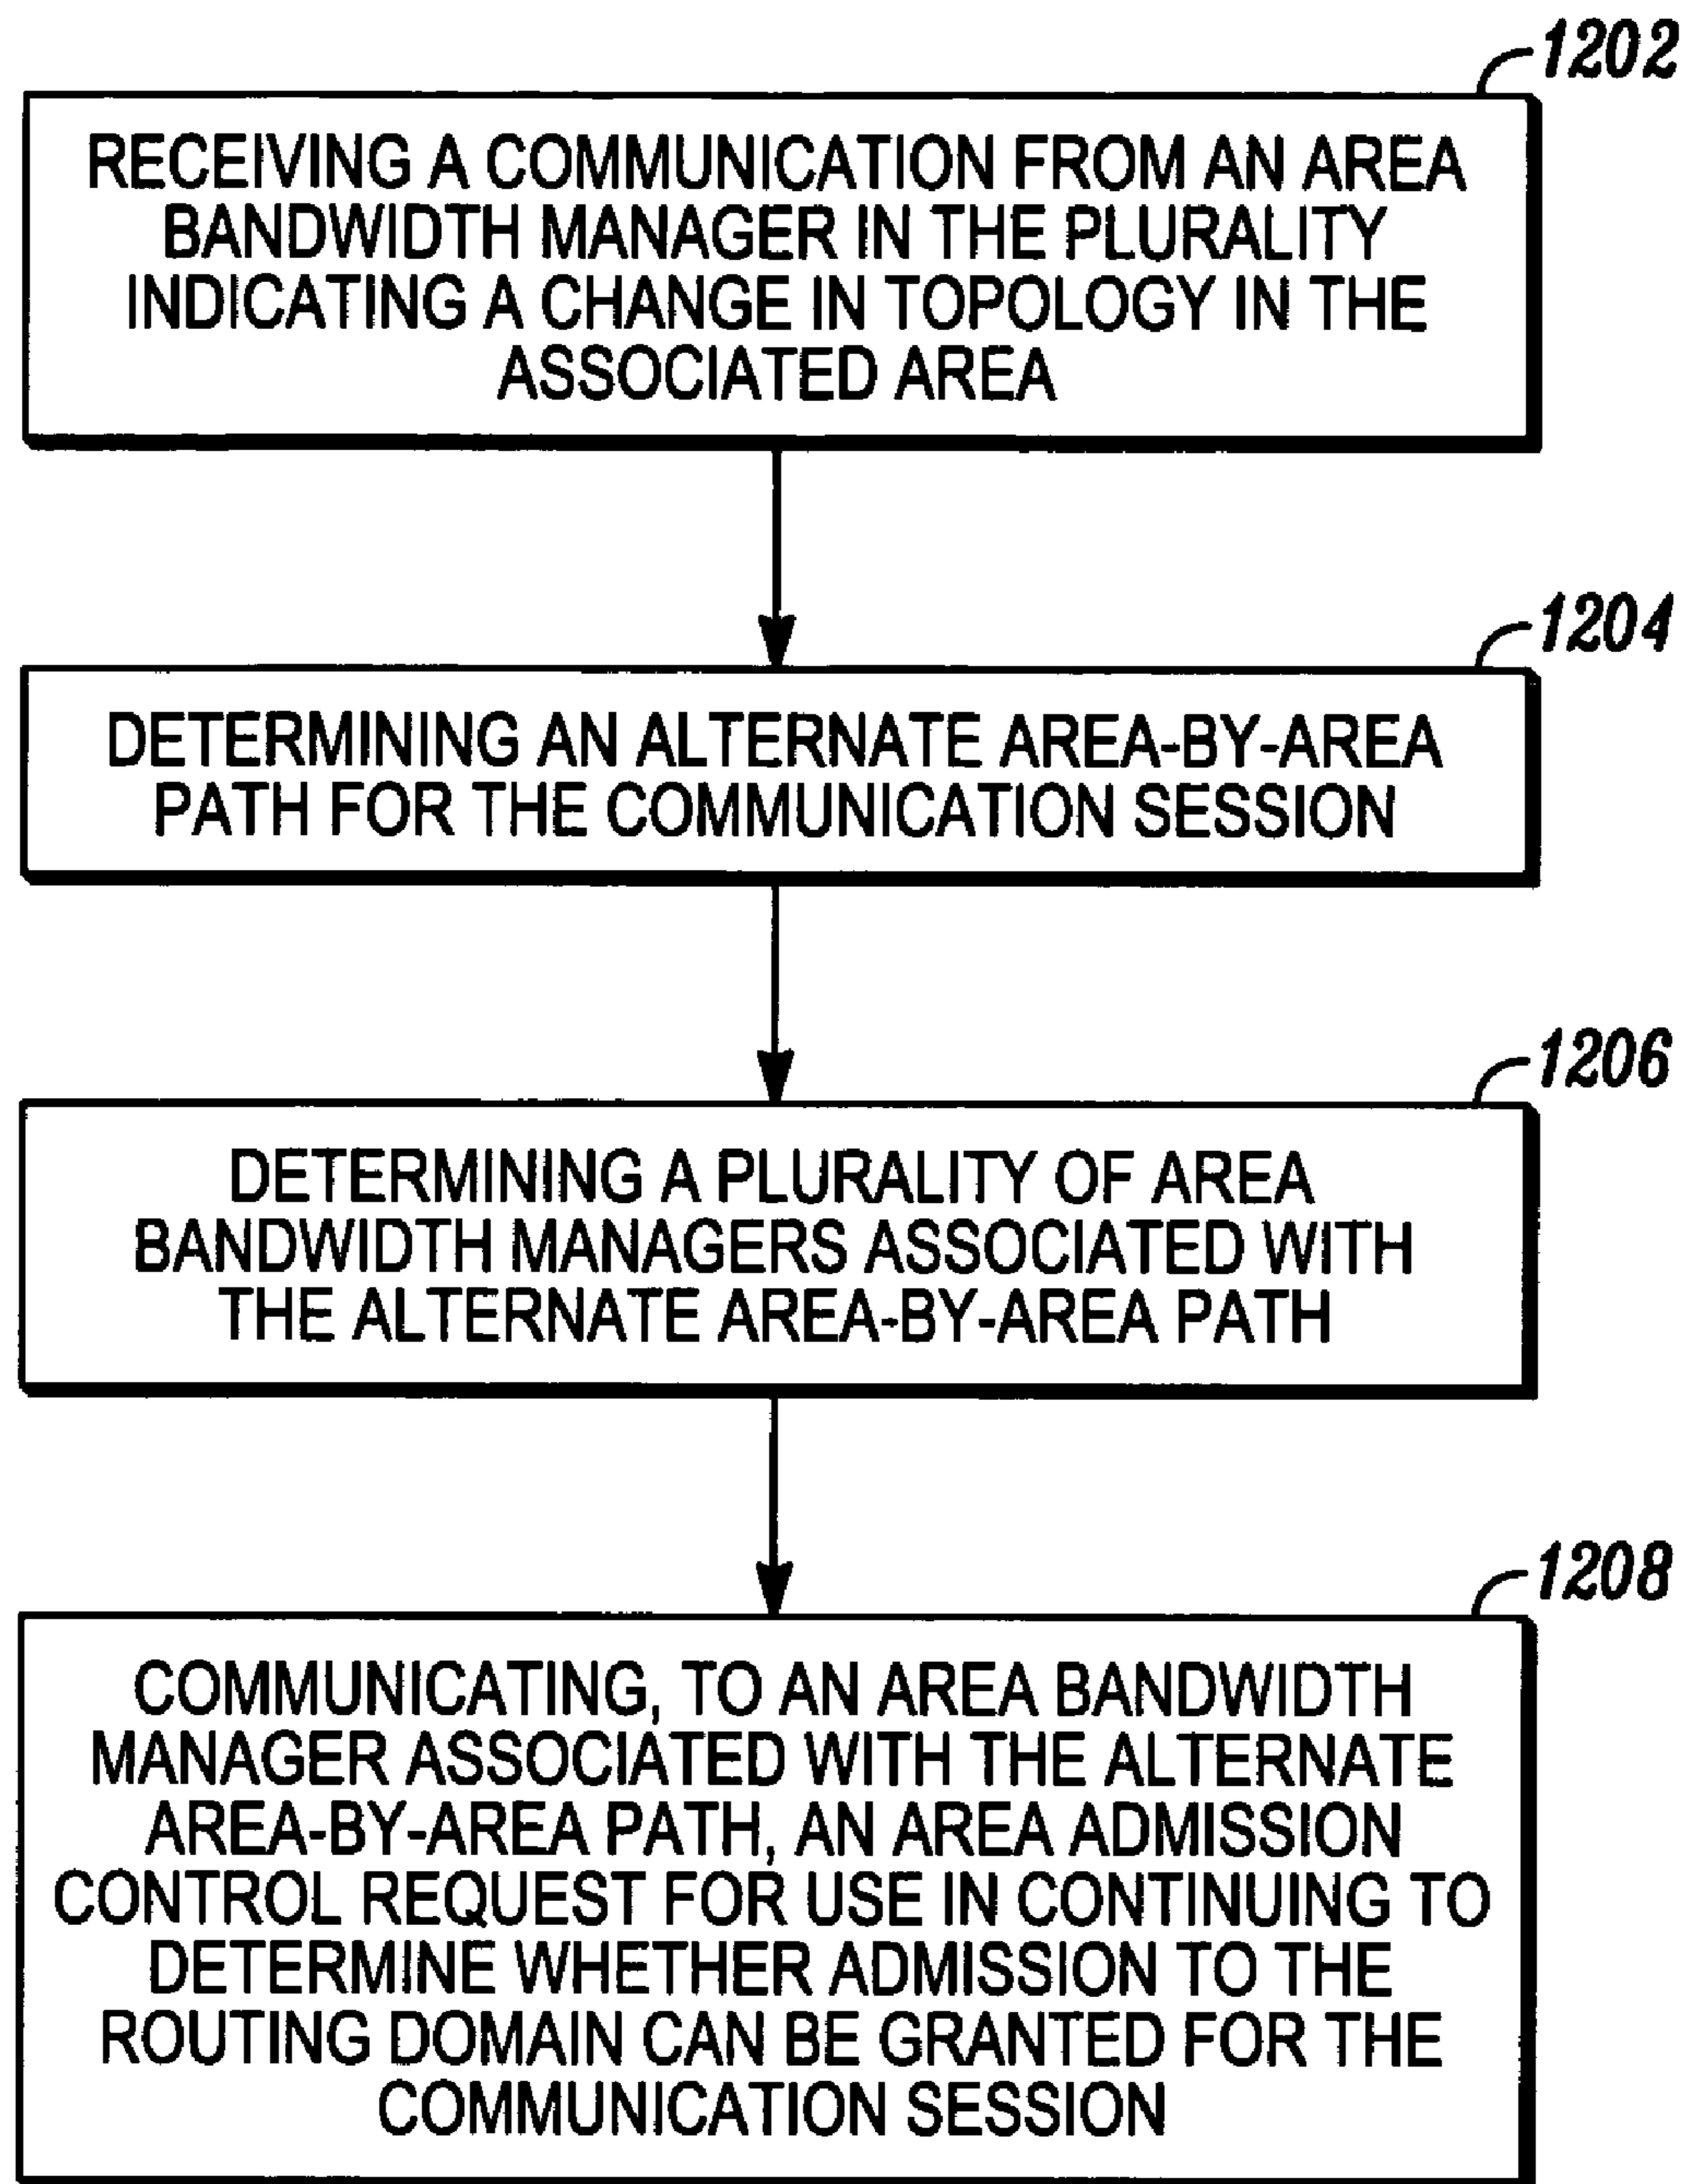 1202
RECEIVING A COMMUNICATION FROM AN AREA
BANDWIDTH MANAGER IN THE PLURALITY
INDICATING A CHANGE IN TOPOLOGY IN THE
ASSOCIATED AREA
1204
DETERMINING AN ALTERNATE AREA-BY-AREA
PATH FOR THE COMMUNICATION SESSION
1206
DETERMINING A PLURALITY OF AREA
BANDWIDTH MANAGERS ASSOCIATED WITH
THE ALTERNATE AREA-BY-AREA PATH
1208
COMMUNICATING, TO AN AREA BANDWIDTH
MANAGER ASSOCIATED WITH THE ALTERNATE
AREA-BY-AREA PATH, AN AREA ADMISSION
CONTROL REQUEST FOR USE IN CONTINUING TO
DETERMINE WHETHER ADMISSION TO THE
ROUTING DOMAIN CAN BE GRANTED FOR THE
COMMUNICATION SESSION